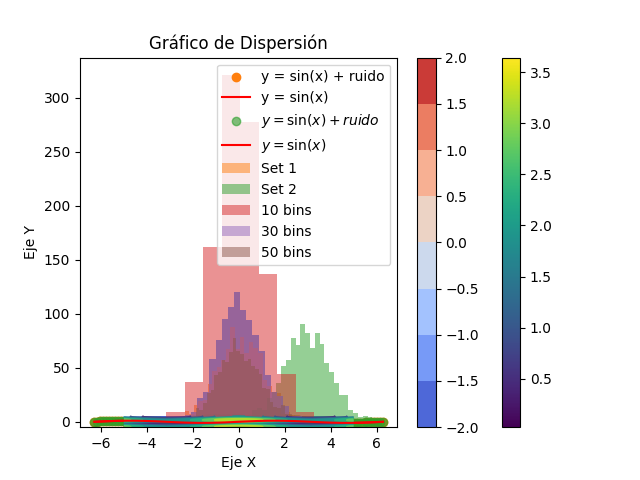 Gráfico de Dispersión
y = sin(x) + ruido
y = sin(x)
y = sin(x) + ruido
y = sin(x)
Set 1
Set 2
10 bins
30 bins
50 bins
Eje Y
300
250
200
150
100
50
0
−6 −4 −2 0 2 4 6
Eje X
2.0
1.5
1.0
0.5
0.0
−0.5
−1.0
−1.5
−2.0
3.5
3.0
2.5
2.0
1.5
1.0
0.5